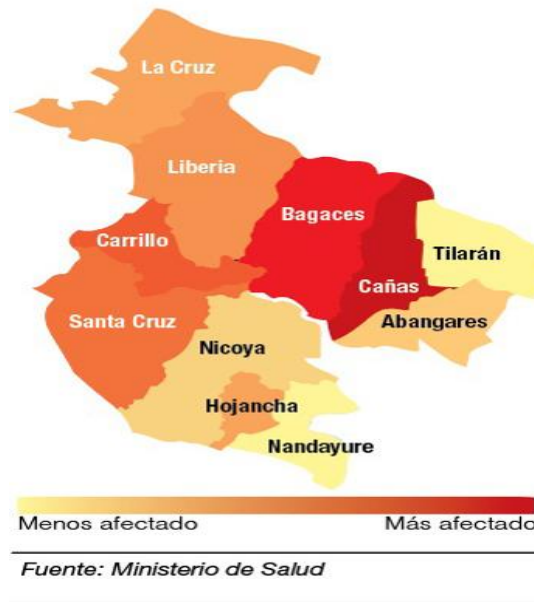 La Cruz
Liberia
Bagaces
Carrillo
Tilarán
Cañas
Santa Cruz
Abangares
Nicoya
Hojancha
Nandayure
Menos afectado
Más afectado
Fuente: Ministerio de Salud